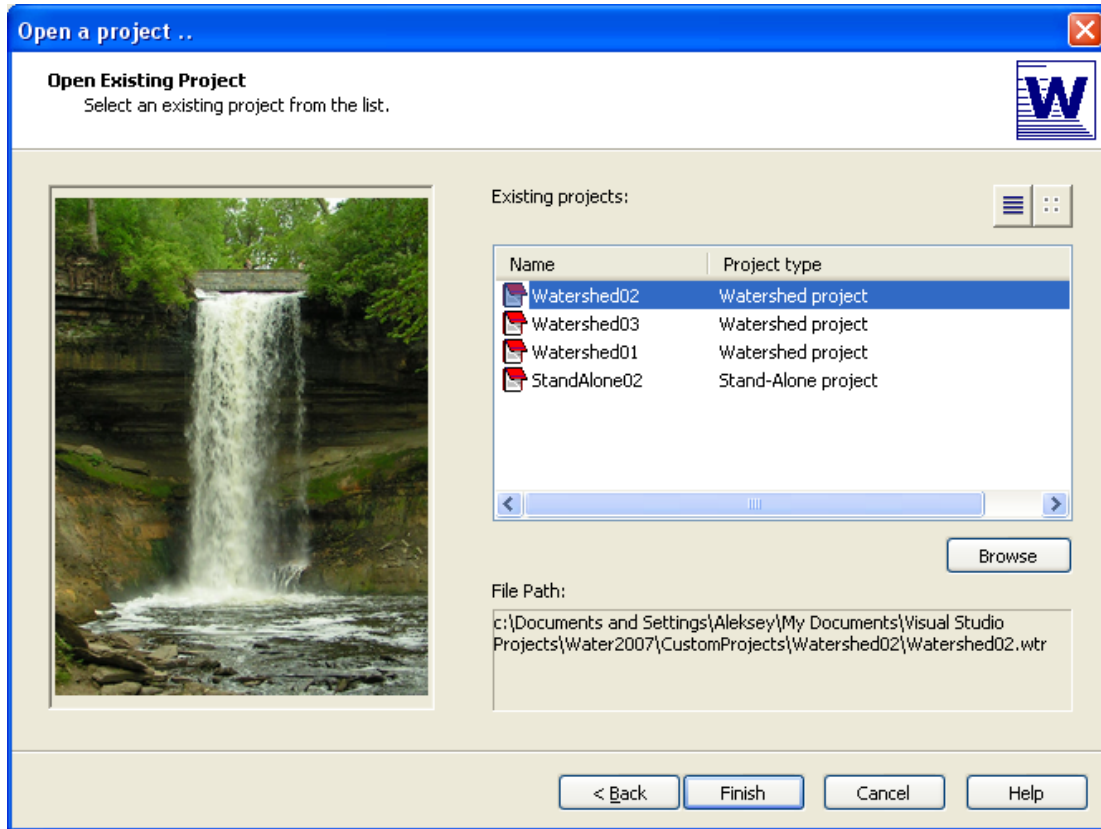 Open a project ..
Open Existing Project
Select an existing project from the list.
W
Existing projects:
Name Project type
Watershed02 Watershed project
Watershed03 Watershed project
Watershed01 Watershed project
StandAlone02 Stand-Alone project
Browse
File Path:
c:\Documents and Settings\Aleksey\My Documents\Visual Studio
Projects\Water2007\CustomProjects\Watershed02\Watershed02.wtr
< Back Finish Cancel Help